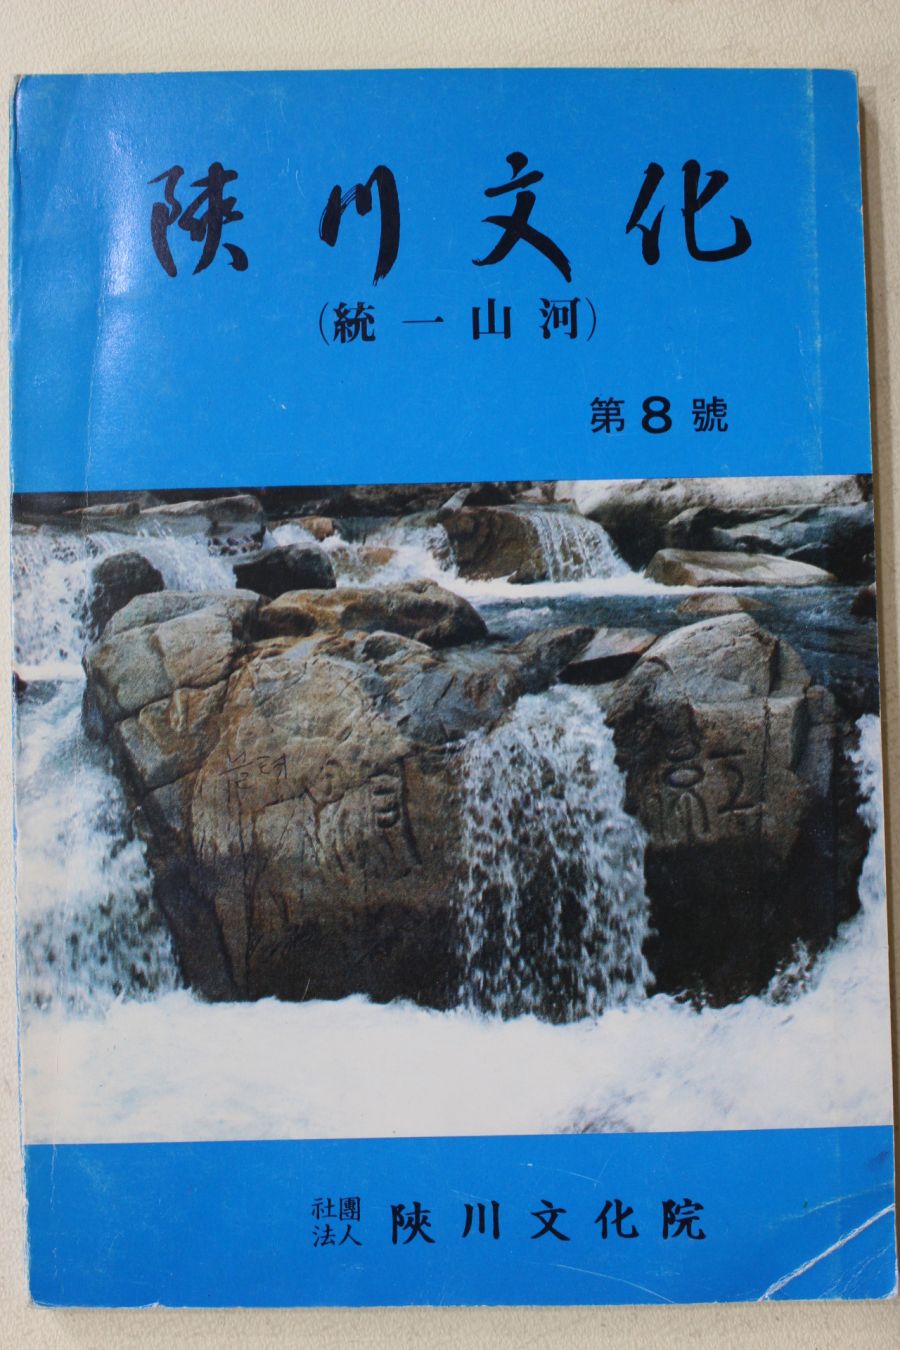 陜川文化
(統一山河)
第8號
社團
法人 陜川文化院